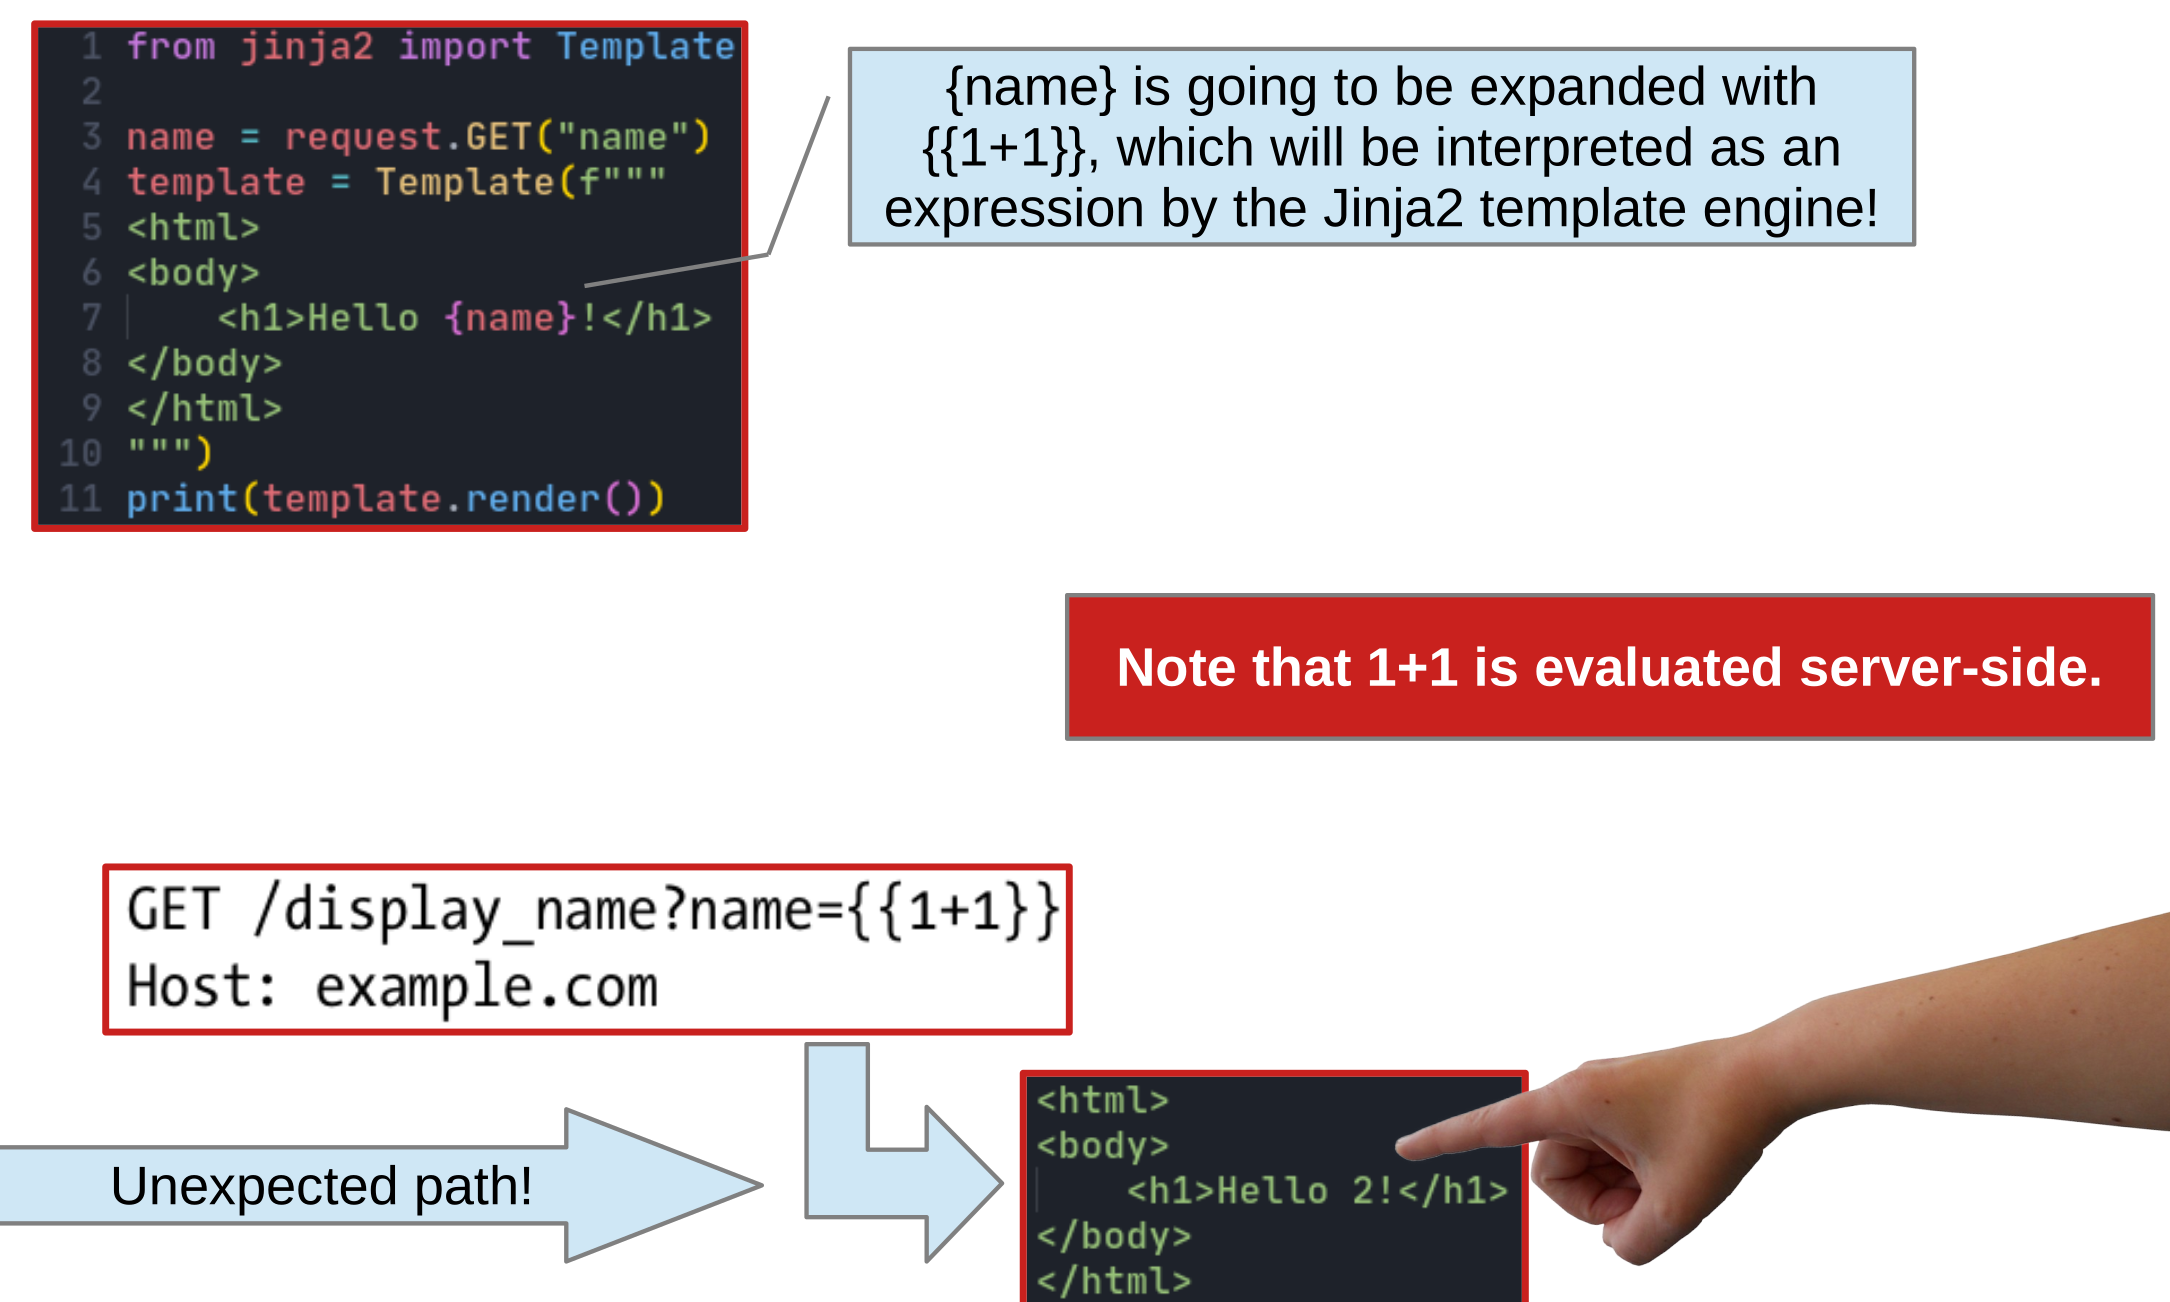 1 from jinja2 import Template
2
3 name = request.GET("name")
4 template = Template(f"""
5 <html>
6 <body>
7     <h1>Hello {name}!</h1>
8 </body>
9 </html>
10 """)
11 print(template.render())
{name} is going to be expanded with
{{1+1}}, which will be interpreted as an
expression by the Jinja2 template engine!
Note that 1+1 is evaluated server-side.
GET /display_name?name={{1+1}}
Host: example.com
Unexpected path!
<html>
<body>
    <h1>Hello 2!</h1>
</body>
</html>